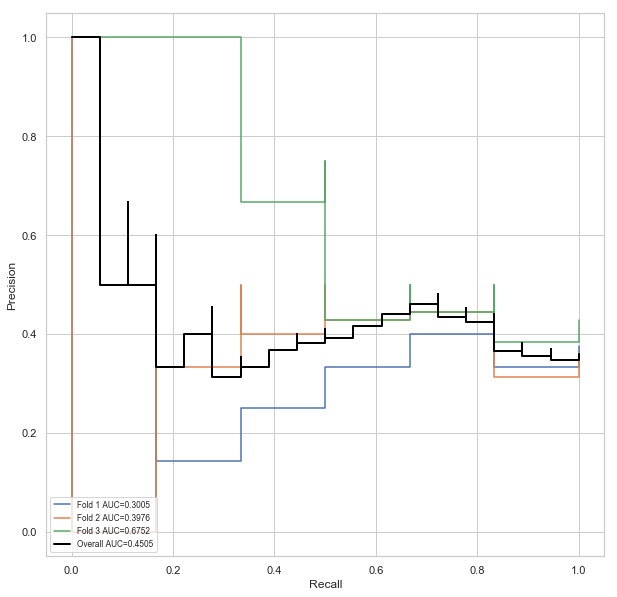 1.0
0.8
0.6
0.4
0.2
0.0
Precision
Fold 1 AUC=0.3005
Fold 2 AUC=0.3976
Fold 3 AUC=0.6752
Overall AUC=0.4505
0.0 0.2 0.4 0.6 0.8 1.0
Recall